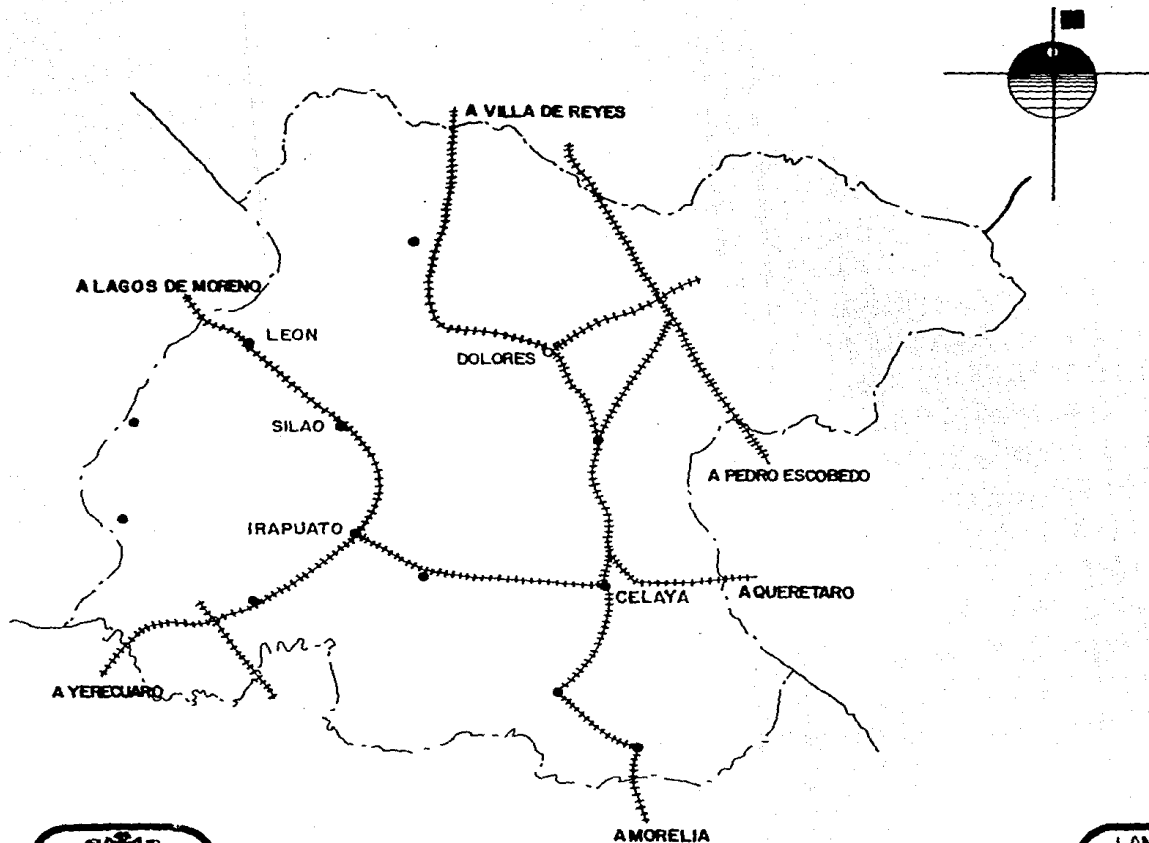 A VILLA DE REYES
A LAGOS DE MORENO
LEON
DOLORES
SILAO
A PEDRO ESCOBEDO
IRAPUATO
CELAYA
A QUERETARO
A YERECUARO
A MORELIA